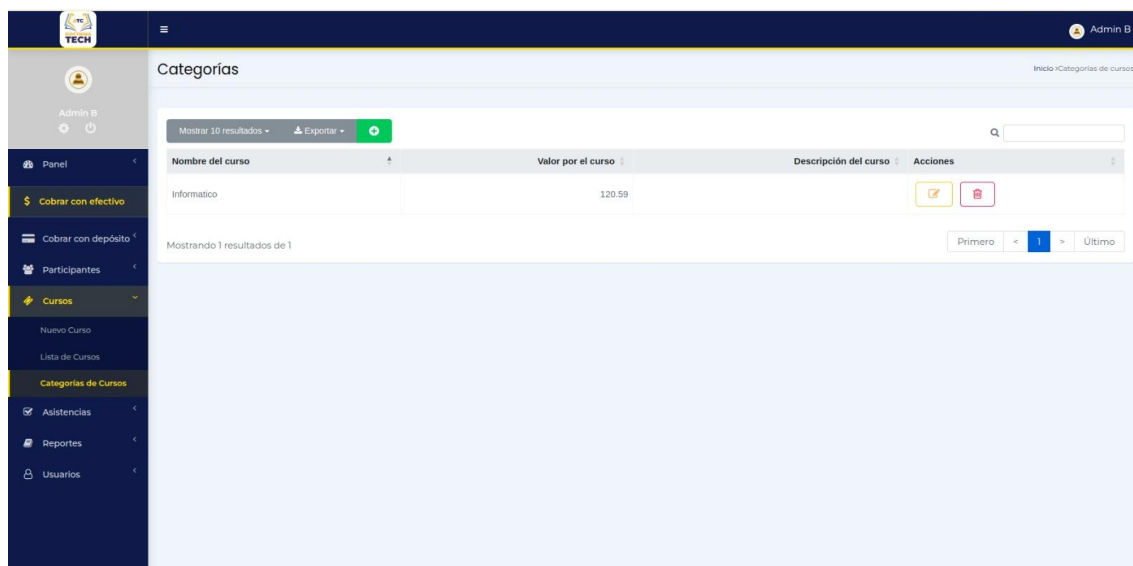 TC
TECH
Admin B
Admin B
Panel
$ Cobrar con efectivo
Cobrar con depósito
Participantes
Cursos
Nuevo Curso
Lista de Cursos
Categorías de Cursos
Asistencias
Reportes
Usuarios
Categorías
Inicio›Categorías de cursos
Mostrar 10 resultados
Exportar
Nombre del curso Valor por el curso Descripción del curso Acciones
Informatico 120.59
Mostrando 1 resultados de 1
Primero < 1 > Último